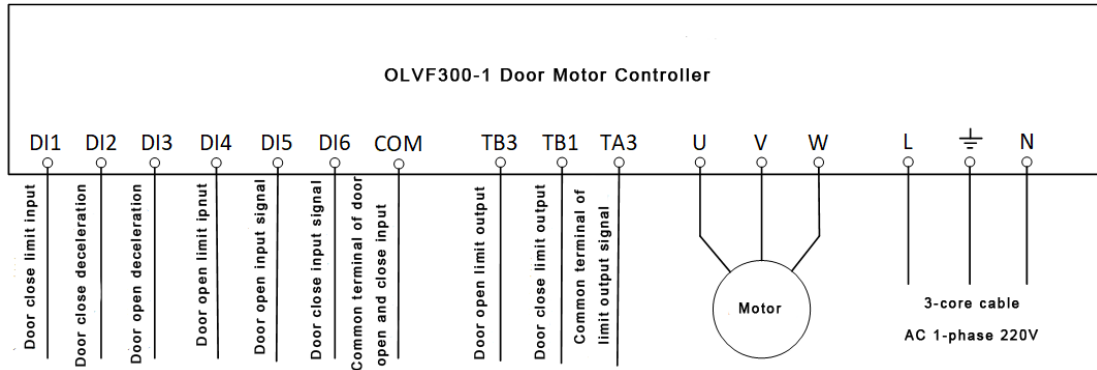 OLVF300-1 Door Motor Controller
DI1 DI2 DI3 DI4 DI5 DI6 COM TB3 TB1 TA3 U V W L N
Door close limit input
Door close deceleration
Door open deceleration
Door open limit ipnut
Door open input signal
Door close input signal
Common terminal of door
open and close input
Door open limit output
Door close limit output
Common terminal of
limit output signal
Motor
3-core cable
AC 1-phase 220V